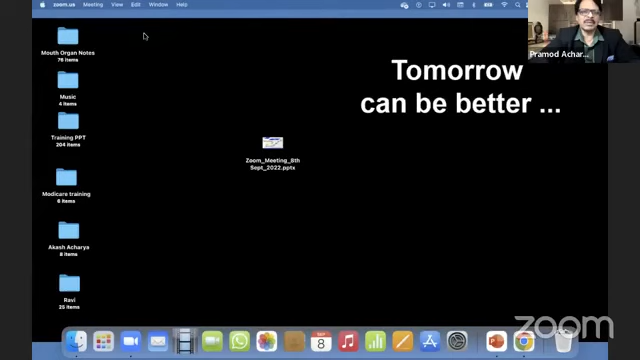 zoom.us Meeting View Edit Window Help
Pramod Achar...
Tomorrow
can be better ...
Mouth Organ Notes
76 items
Music
4 items
Training PPT
204 items
Zoom_Meeting_8th
Sept_2022.pptx
Modicare training
6 items
Akash Acharya
8 items
Ravi
25 items
SEP
8
zoom